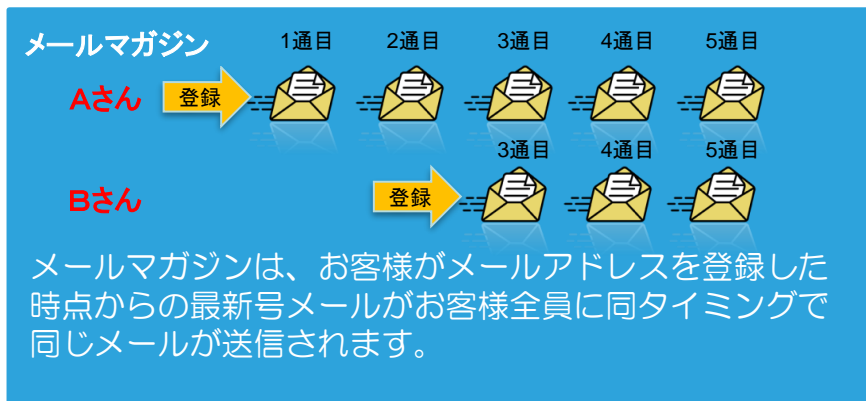 メールマガジン 1通目 2通目 3通目 4通目 5通目
Aさん 登録
3通目 4通目 5通目
Bさん 登録
メールマガジンは、お客様がメールアドレスを登録した
時点からの最新号メールがお客様全員に同タイミングで
同じメールが送信されます。